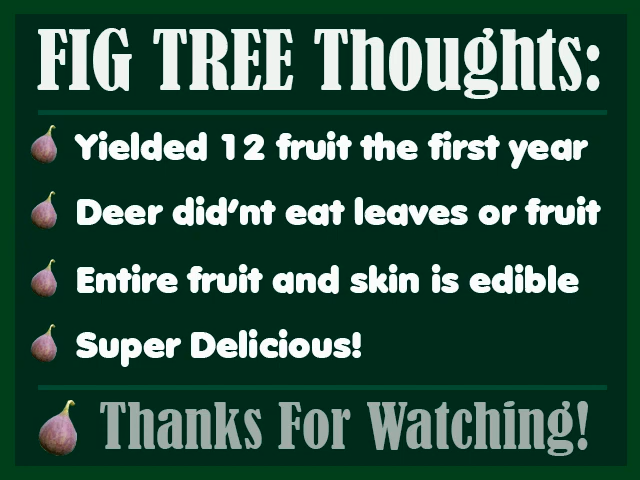 FIG TREE Thoughts:
Yielded 12 fruit the first year
Deer did'nt eat leaves or fruit
Entire fruit and skin is edible
Super Delicious!
Thanks For Watching!